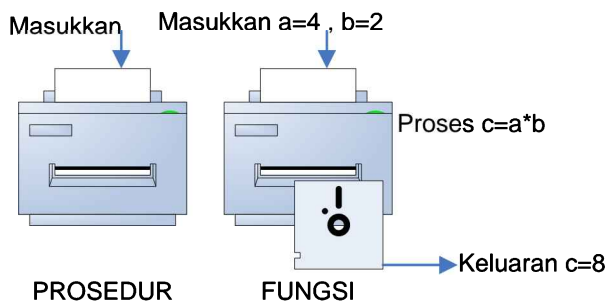 Masukkan
Masukkan a=4 , b=2
Proses c=a*b
Keluaran c=8
PROSEDUR
FUNGSI